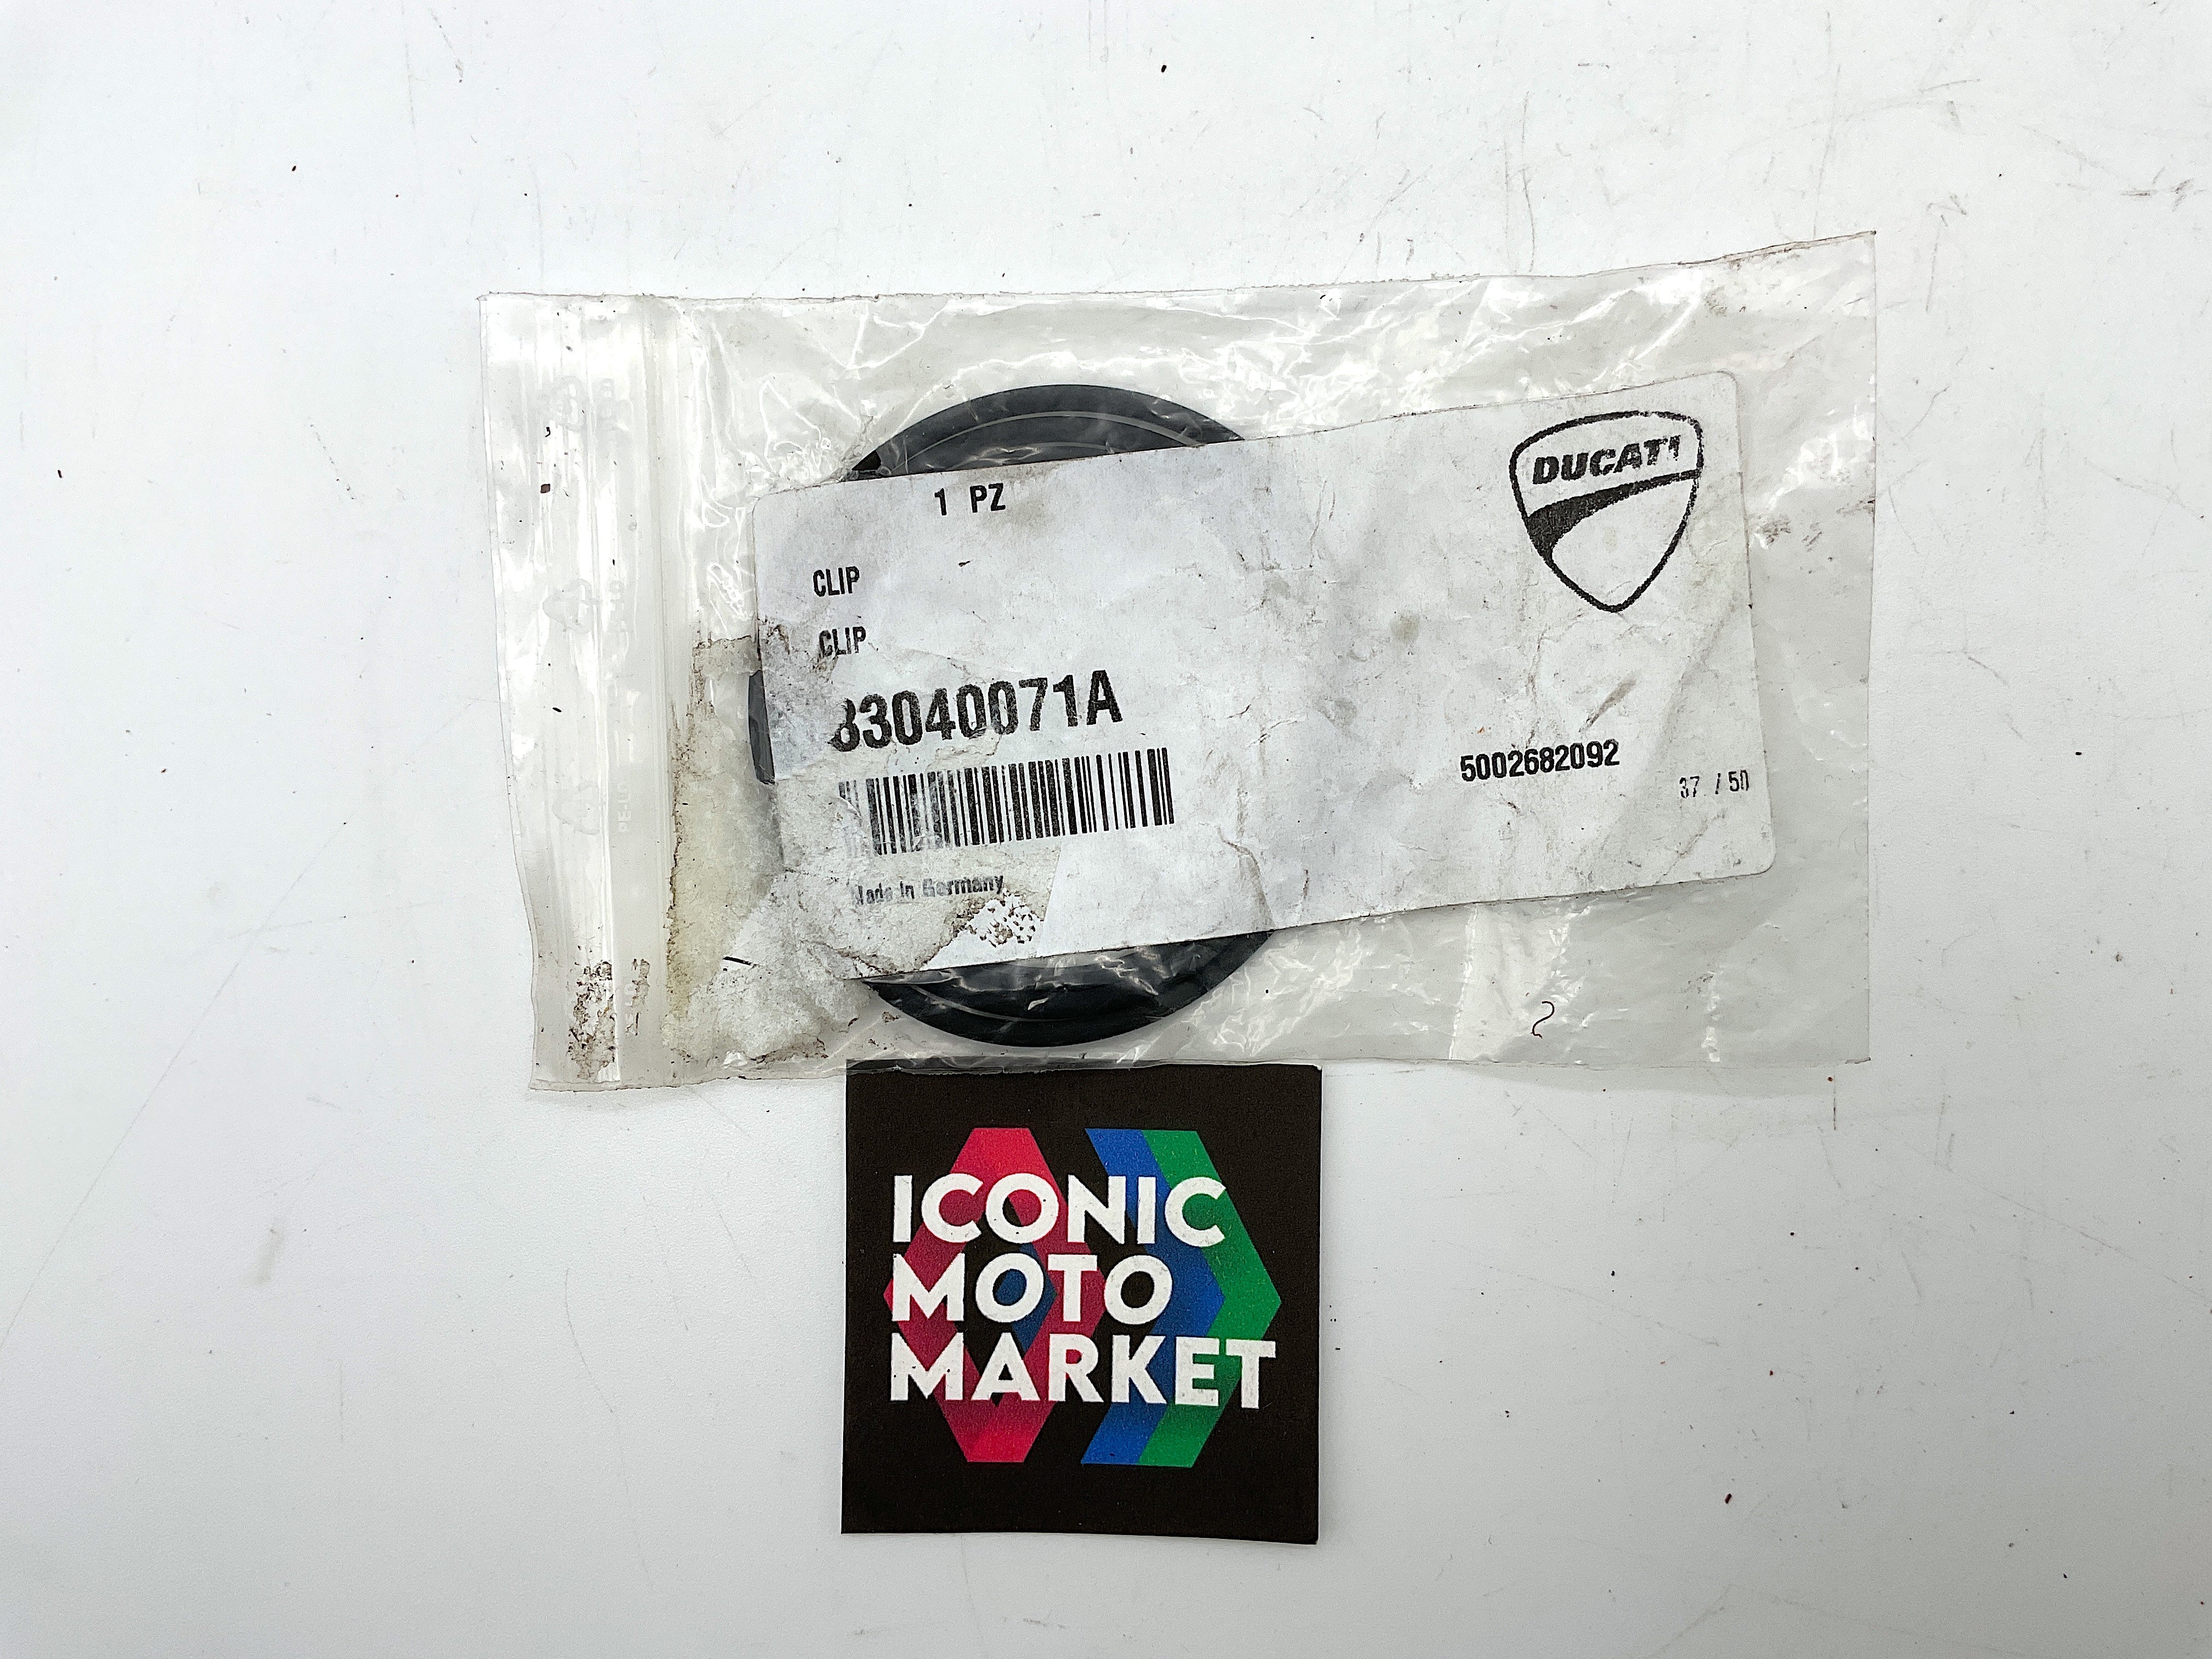 1 PZ
DUCATI
CLIP
CLIP
83040071A
5002682092
37 / 50
Made In Germany
ICONIC
MOTO
MARKET